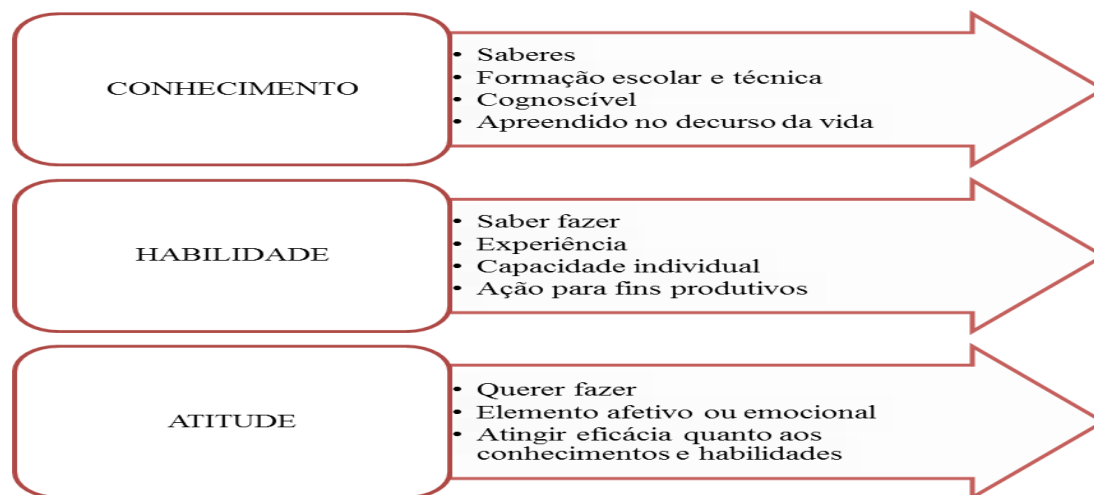 CONHECIMENTO
• Saberes
• Formação escolar e técnica
• Cognoscível
• Apreendido no decurso da vida
HABILIDADE
• Saber fazer
• Experiência
• Capacidade individual
• Ação para fins produtivos
ATITUDE
• Querer fazer
• Elemento afetivo ou emocional
• Atingir eficácia quanto aos
conhecimentos e habilidades